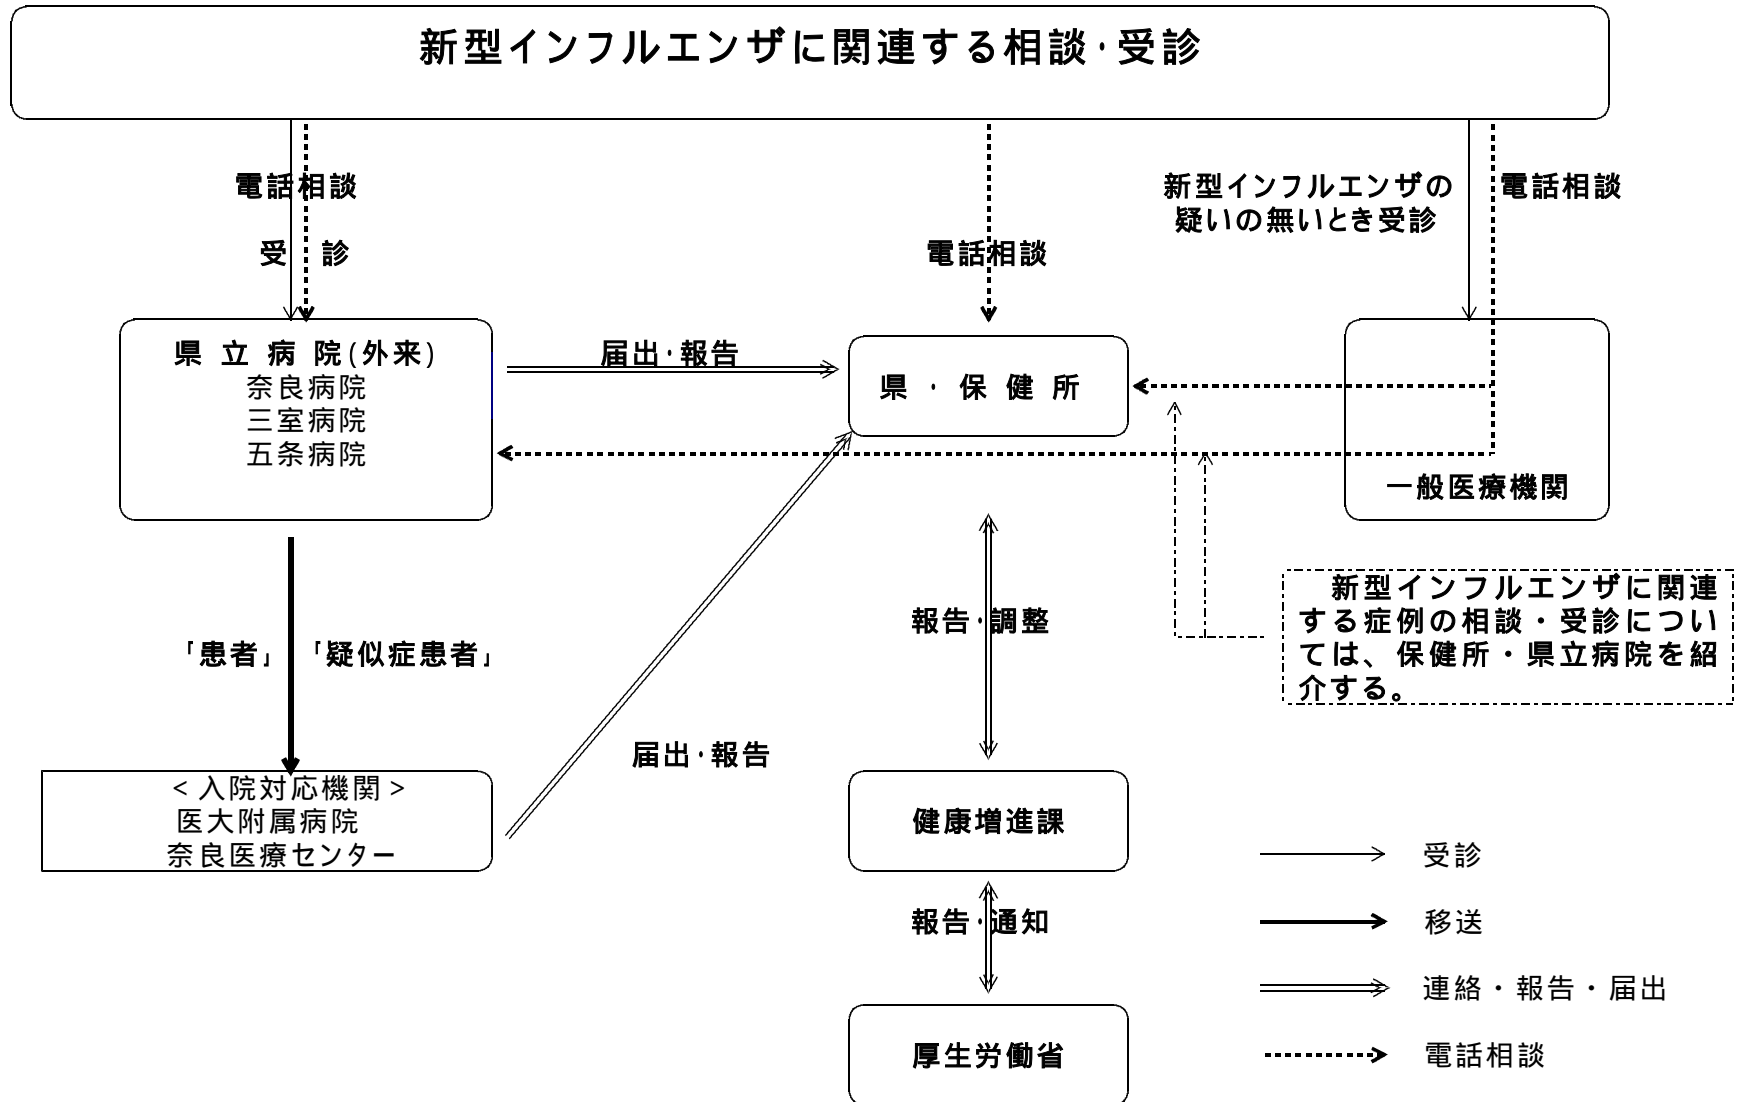 新型インフルエンザに関連する相談・受診
電話相談
受 診
電話相談
新型インフルエンザの
疑いの無いとき受診
電話相談
県 立 病 院(外来)
奈良病院
三室病院
五条病院
届出・報告
県 ・ 保 健 所
一般医療機関
「患者」 「疑似症患者」
報告・調整
新型インフルエンザに関連
する症例の相談・受診につい
ては、保健所・県立病院を紹
介する。
届出・報告
<入院対応機関>
医大附属病院
奈良医療センター
健康増進課
報告・通知
厚生労働省
受診
移送
連絡・報告・届出
電話相談